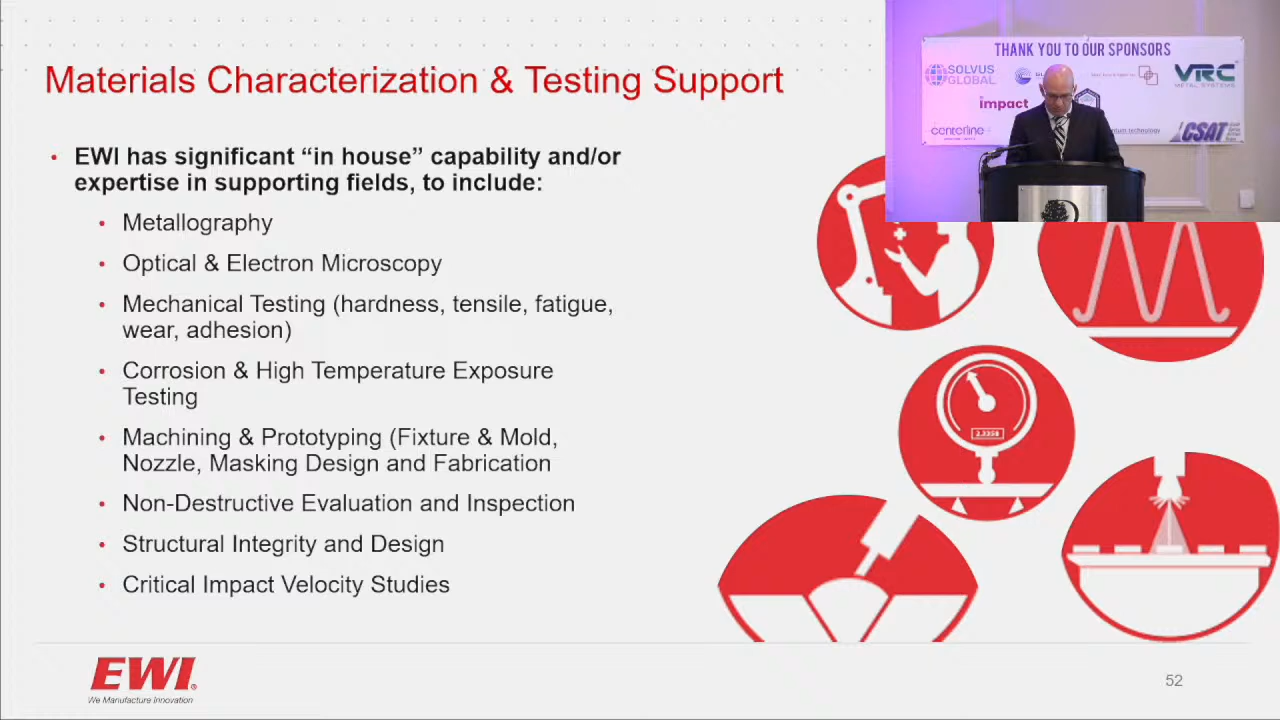 Materials Characterization & Testing Support
THANK YOU TO OUR SPONSORS
SOLVUS
GLOBAL
VRC
METAL SYSTEMS
impact
centerline
CSAT
• EWI has significant “in house” capability and/or
expertise in supporting fields, to include:
• Metallography
• Optical & Electron Microscopy
• Mechanical Testing (hardness, tensile, fatigue,
wear, adhesion)
• Corrosion & High Temperature Exposure
Testing
• Machining & Prototyping (Fixture & Mold,
Nozzle, Masking Design and Fabrication
• Non-Destructive Evaluation and Inspection
• Structural Integrity and Design
• Critical Impact Velocity Studies
2.3350
EWI®
We Manufacture Innovation
52